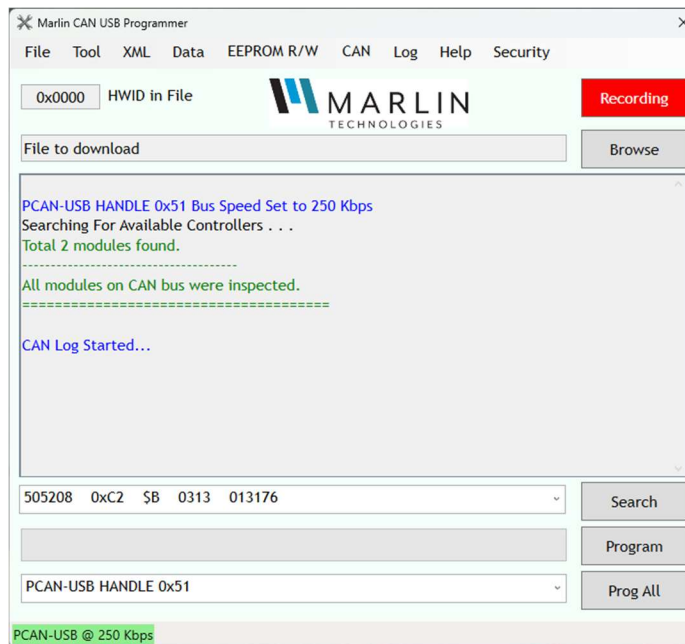 Marlin CAN USB Programmer
File Tool XML Data EEPROM R/W CAN Log Help Security
0x0000 HWID in File
MARLIN
TECHNOLOGIES
Recording
File to download
Browse
PCAN-USB HANDLE 0x51 Bus Speed Set to 250 Kbps
Searching For Available Controllers . . .
Total 2 modules found.
-----------------------------------
All modules on CAN bus were inspected.
======================================
CAN Log Started...
505208 0xC2 $B 0313 013176
Search
Program
PCAN-USB HANDLE 0x51
Prog All
PCAN-USB @ 250 Kbps